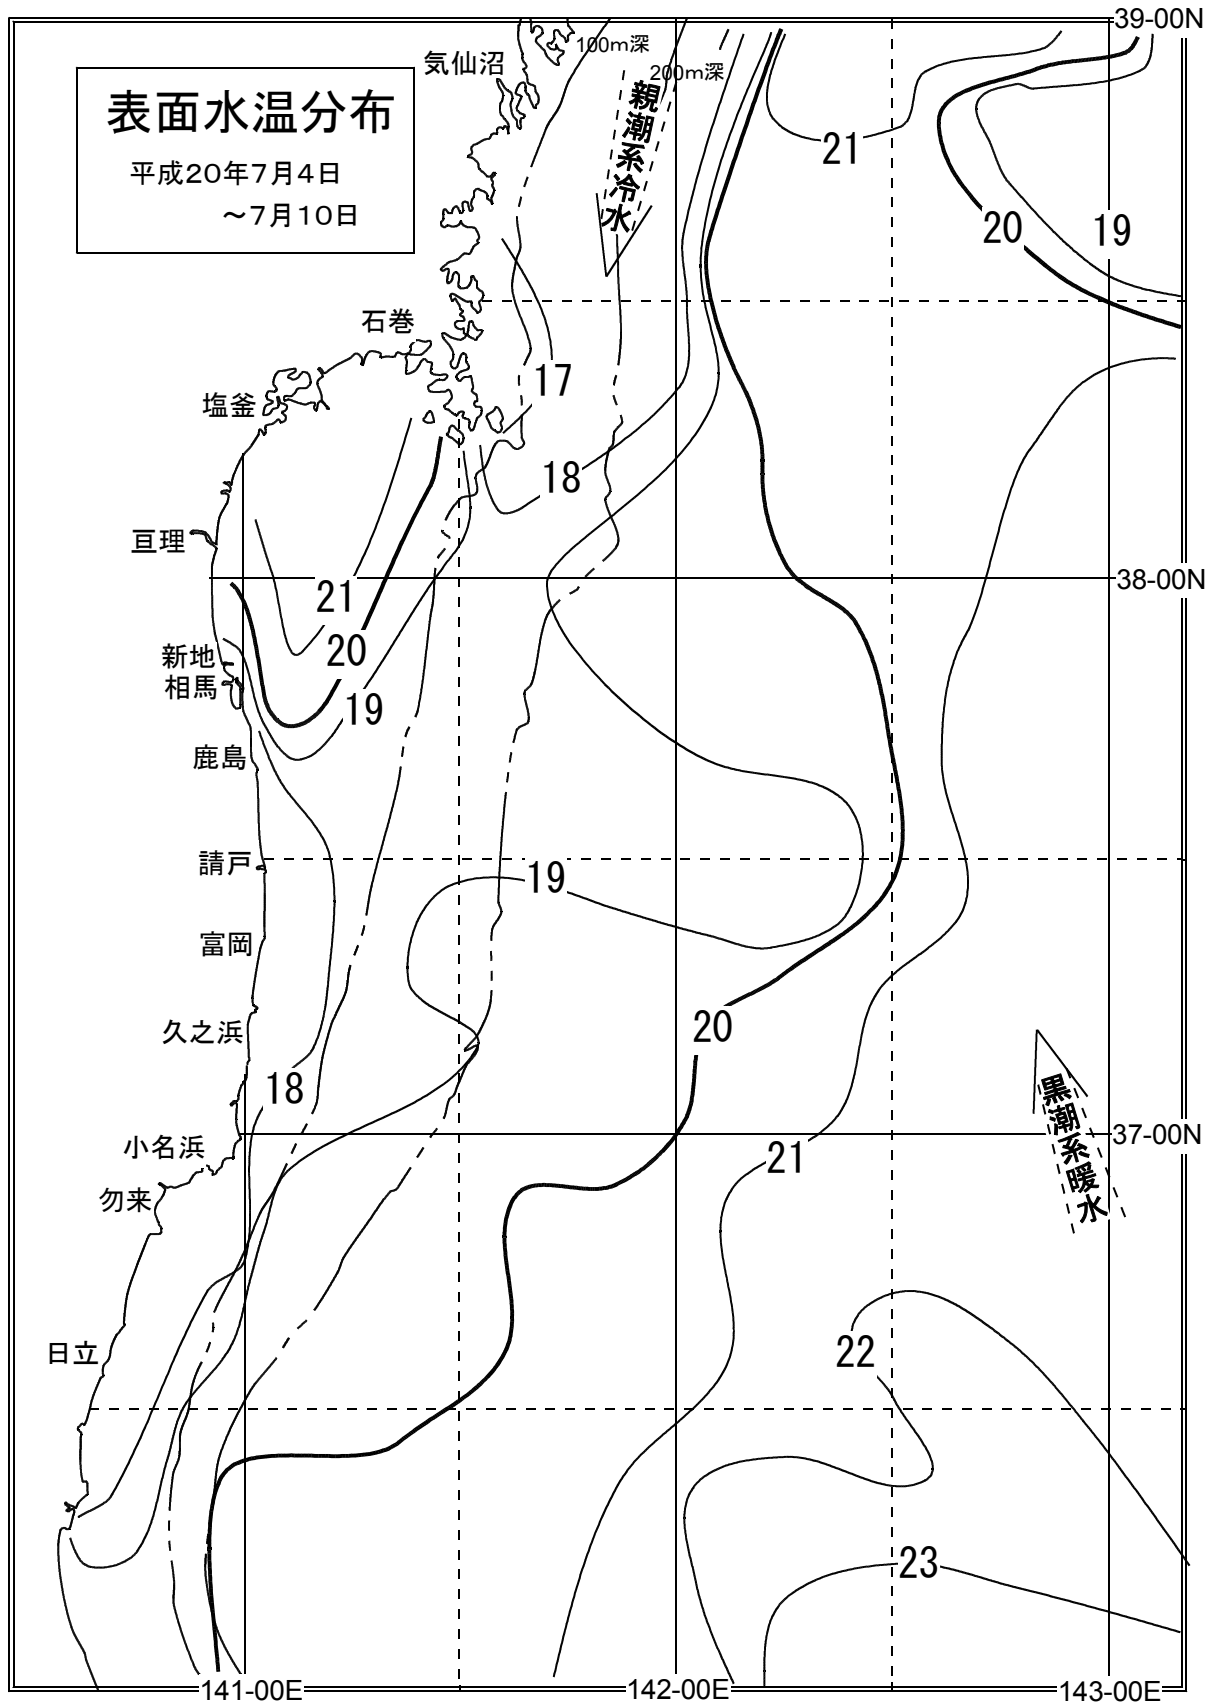 39-00N
100m深
気仙沼
200m深
表面水温分布
平成20年7月4日
～7月10日
親潮系冷水
21
20
19
石巻
17
塩釜
18
亘理
38-00N
21
20
新地
相馬
19
鹿島
請戸
19
富岡
久之浜
20
18
黒潮系暖水
37-00N
小名浜
21
勿来
日立
22
23
141-00E
142-00E
143-00E